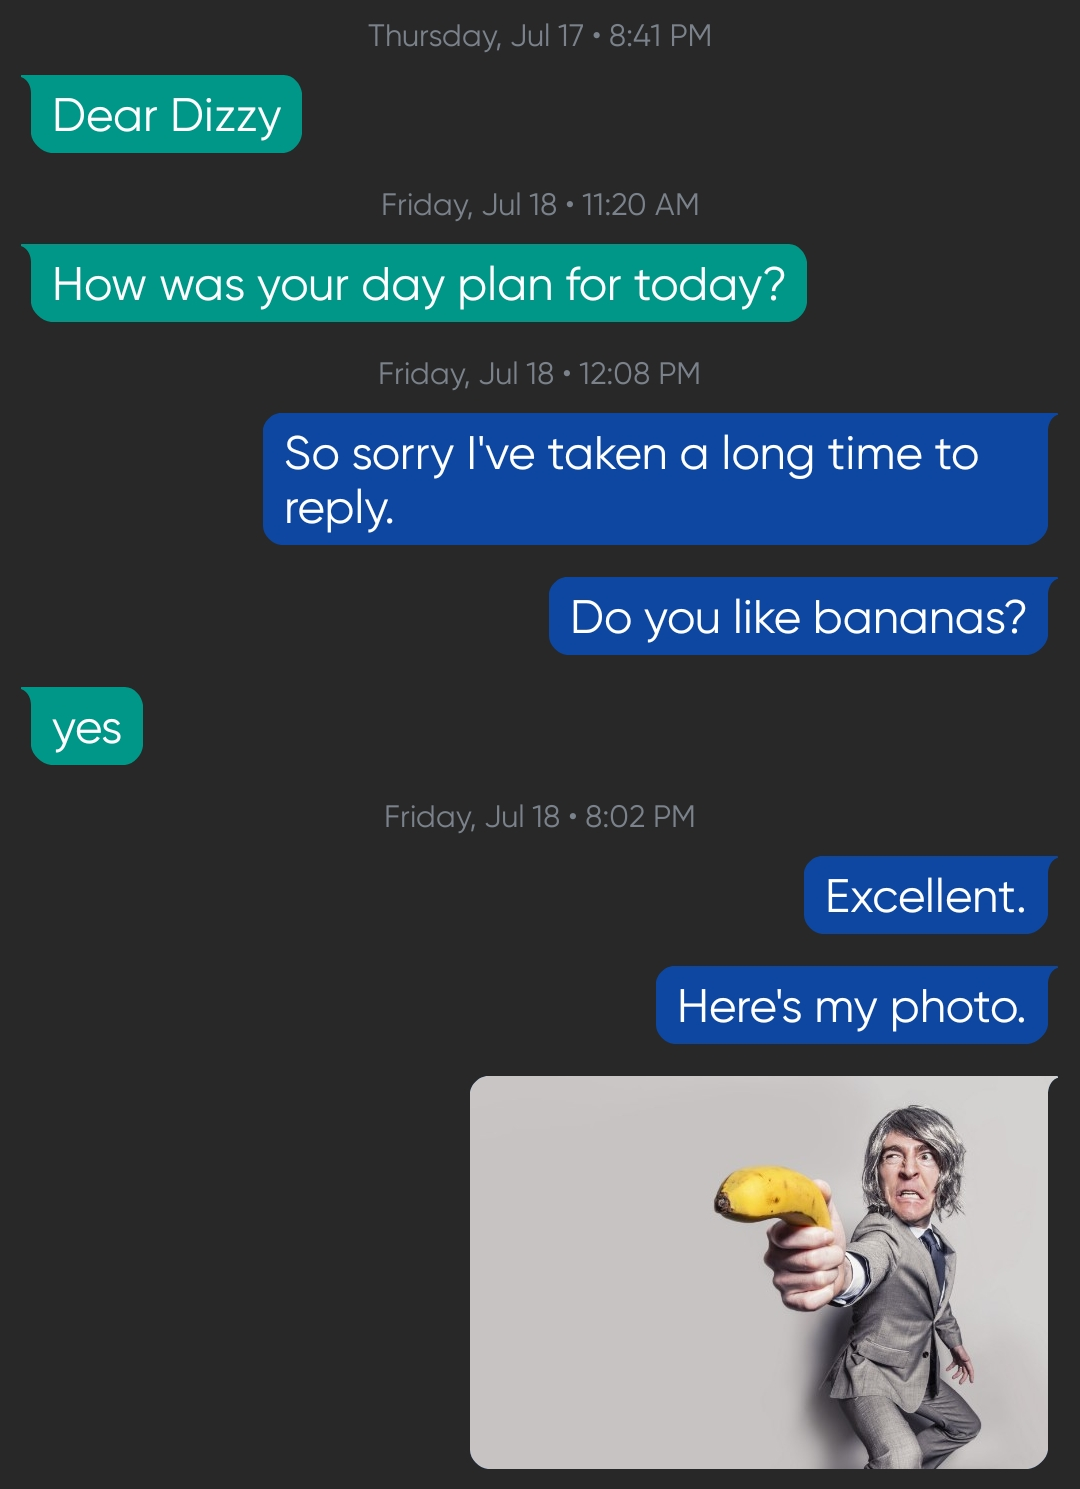 Thursday, Jul 17 • 8:41 PM
Dear Dizzy
Friday, Jul 18 • 11:20 AM
How was your day plan for today?
Friday, Jul 18 • 12:08 PM
So sorry I've taken a long time to
reply.
Do you like bananas?
yes
Friday, Jul 18 • 8:02 PM
Excellent.
Here's my photo.